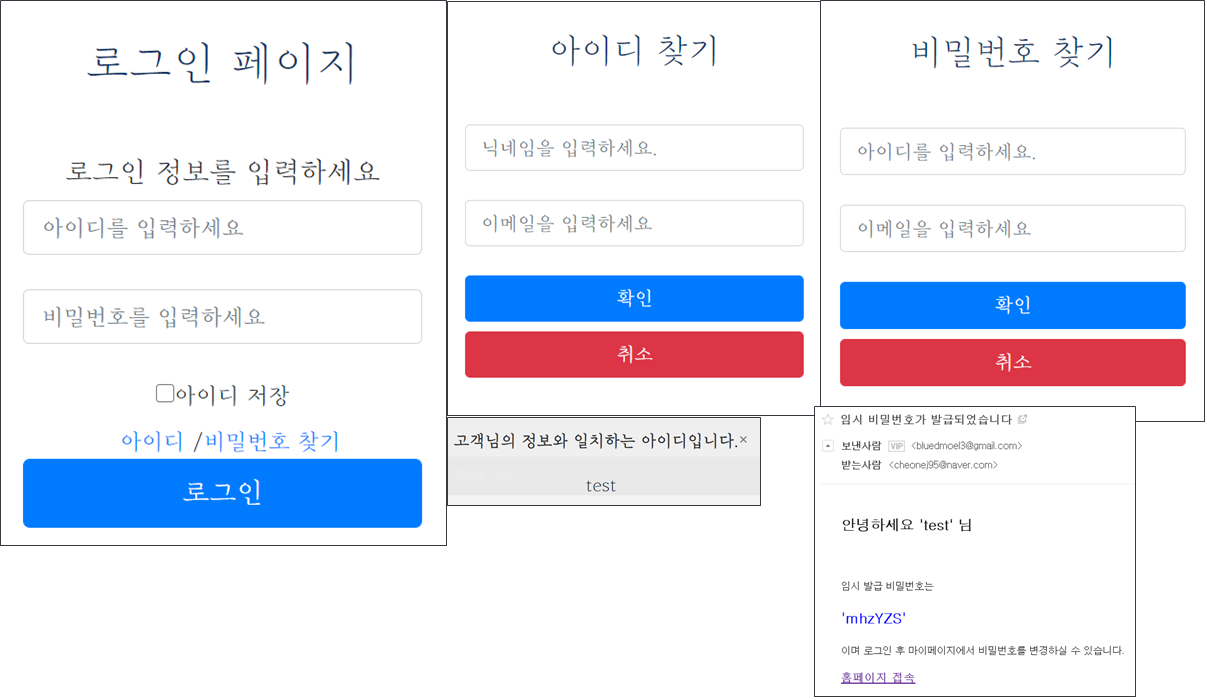 로그인 페이지
로그인 정보를 입력하세요
아이디를 입력하세요
비밀번호를 입력하세요
아이디 저장
아이디 /비밀번호 찾기
로그인
아이디 찾기
닉네임을 입력하세요.
이메일을 입력하세요
확인
취소
고객님의 정보와 일치하는 아이디입니다.×
test
비밀번호 찾기
아이디를 입력하세요.
이메일을 입력하세요
확인
취소
임시 비밀번호가 발급되었습니다
보낸사람 VIP <bluedmoel3@gmail.com>
받는사람 <cheonej95@naver.com>
안녕하세요 'test' 님
임시 발급 비밀번호는
'mhzYZS'
이며 로그인 후 마이페이지에서 비밀번호를 변경하실 수 있습니다.
홈페이지 접속